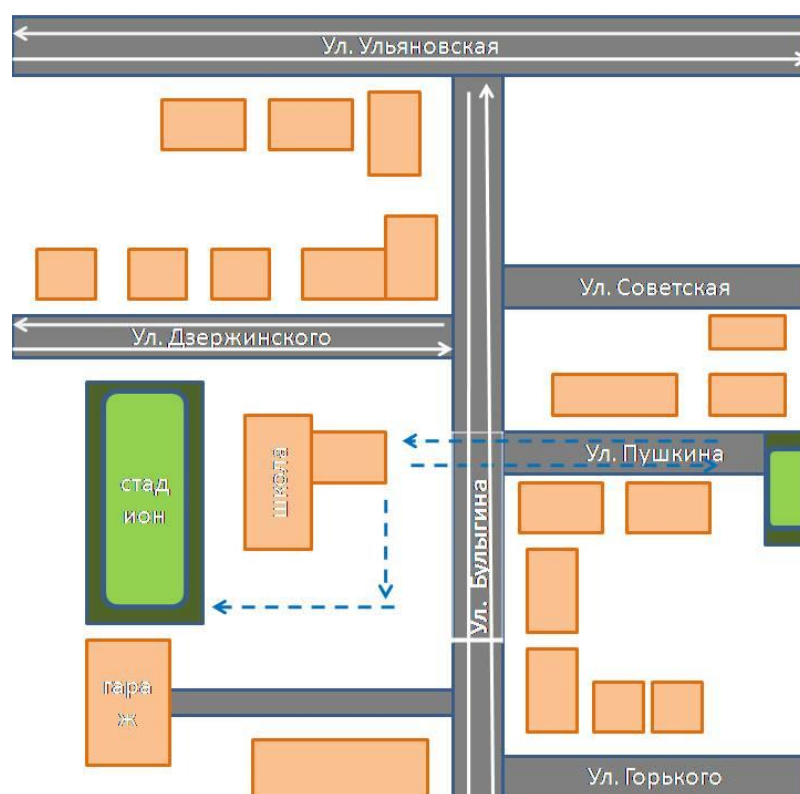 Ул. Ульяновская
Ул. Советская
Ул. Дзержинского
школа
Ул. Пушкина
стад
ион
Ул. Булыгина
гара
ж
Ул. Горького